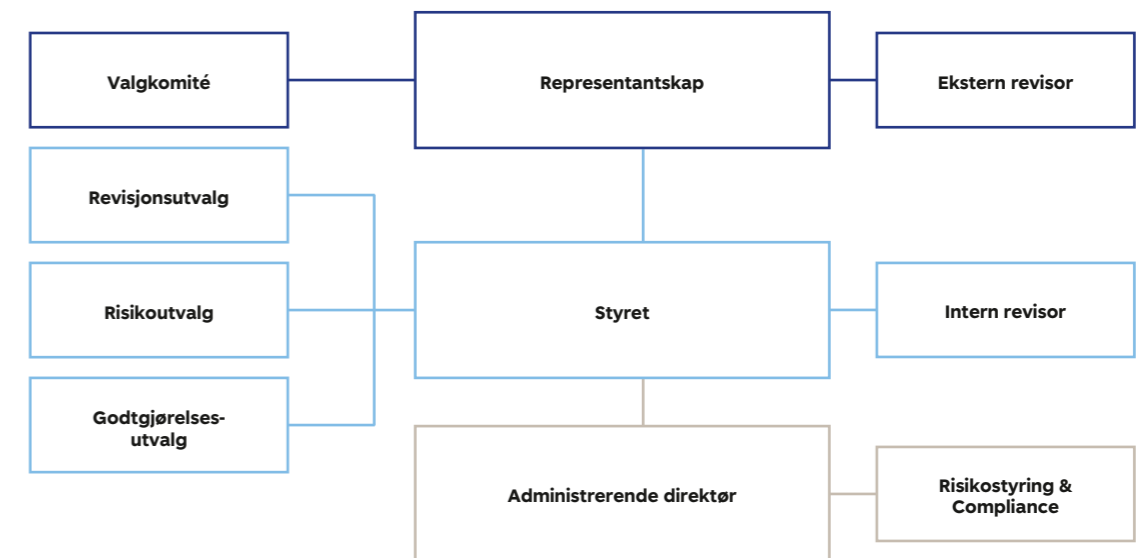 Valgkomité
Representantskap
Ekstern revisor
Revisjonsutvalg
Risikoutvalg
Styret
Intern revisor
Godtgjørelses-
utvalg
Administrerende direktør
Risikostyring &
Compliance